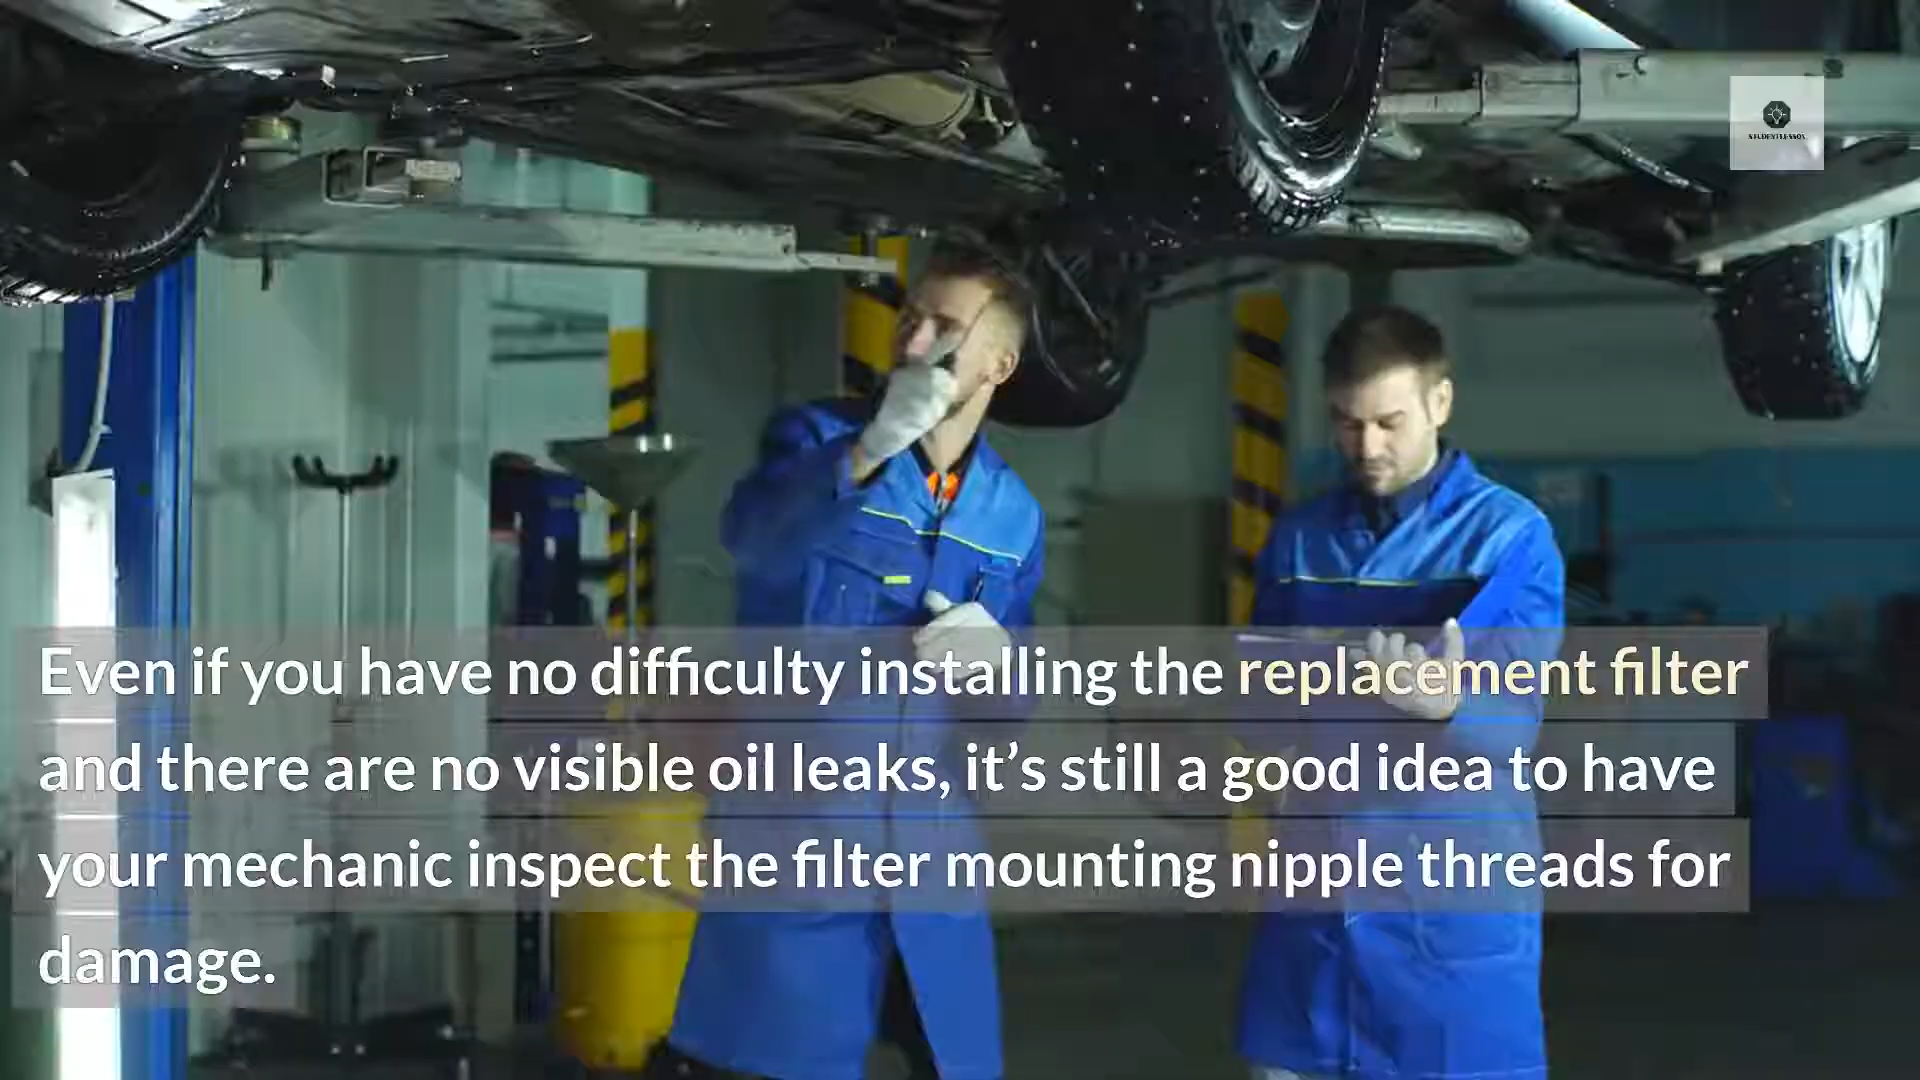 Even if you have no difficulty installing the replacement filter
and there are no visible oil leaks, it’s still a good idea to have
your mechanic inspect the filter mounting nipple threads for
damage.